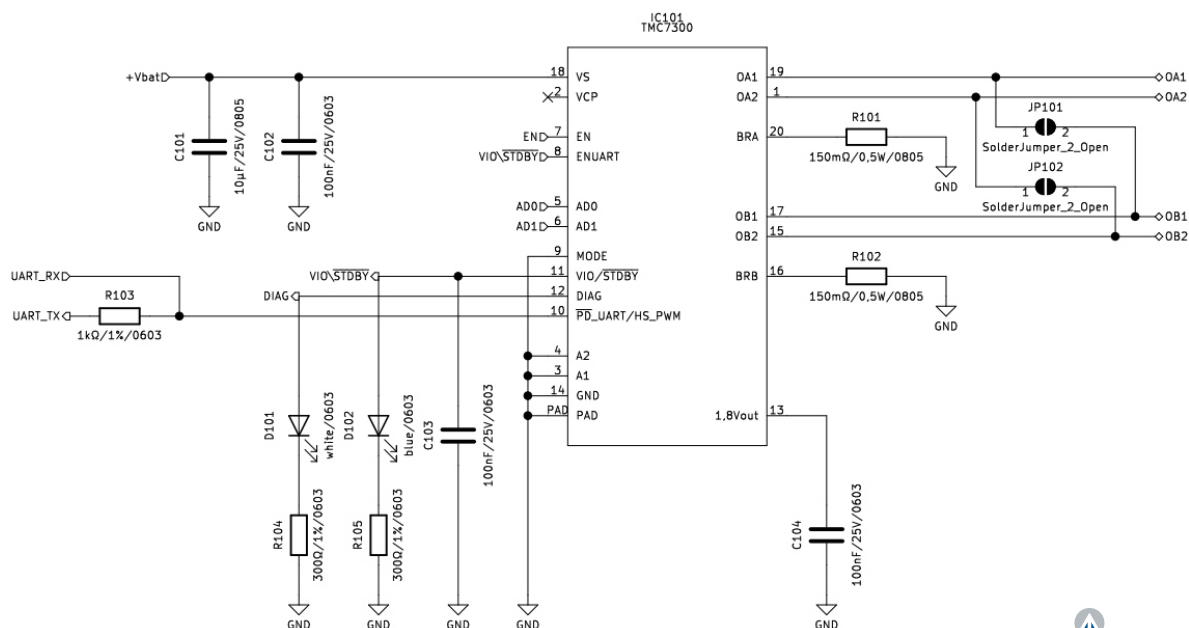 IC101
TMC7300
+Vbat 18 VS OA1 19 OA1
2 VCP OA2 1 OA2
C101
10µF/25V/0805
C102
100nF/25V/0603
EN 7 EN BRA 20
R101
150mΩ/0,5W/0805
GND
JP101
1 2
SolderJumper_2_Open
VIO\STDBY 8 ENUART
JP102
1 2
SolderJumper_2_Open
AD0 5 AD0
AD1 6 AD1
GND
GND
OB1 17 OB1
OB2 15 OB2
9 MODE
UART_RX
VIO\STDBY 11 VIO/STDBY BRB 16
R102
150mΩ/0,5W/0805
GND
DIAG 12 DIAG
UART_TX
R103
1kΩ/1%/0603
10 PD_UART/HS_PWM
4 A2
3 A1
14 GND
PAD PAD
1,8Vout 13
D101
white/0603
D102
blue/0603
C103
100nF/25V/0603
R104
300Ω/1%/0603
R105
300Ω/1%/0603
C104
100nF/25V/0603
GND
GND
GND
GND
GND